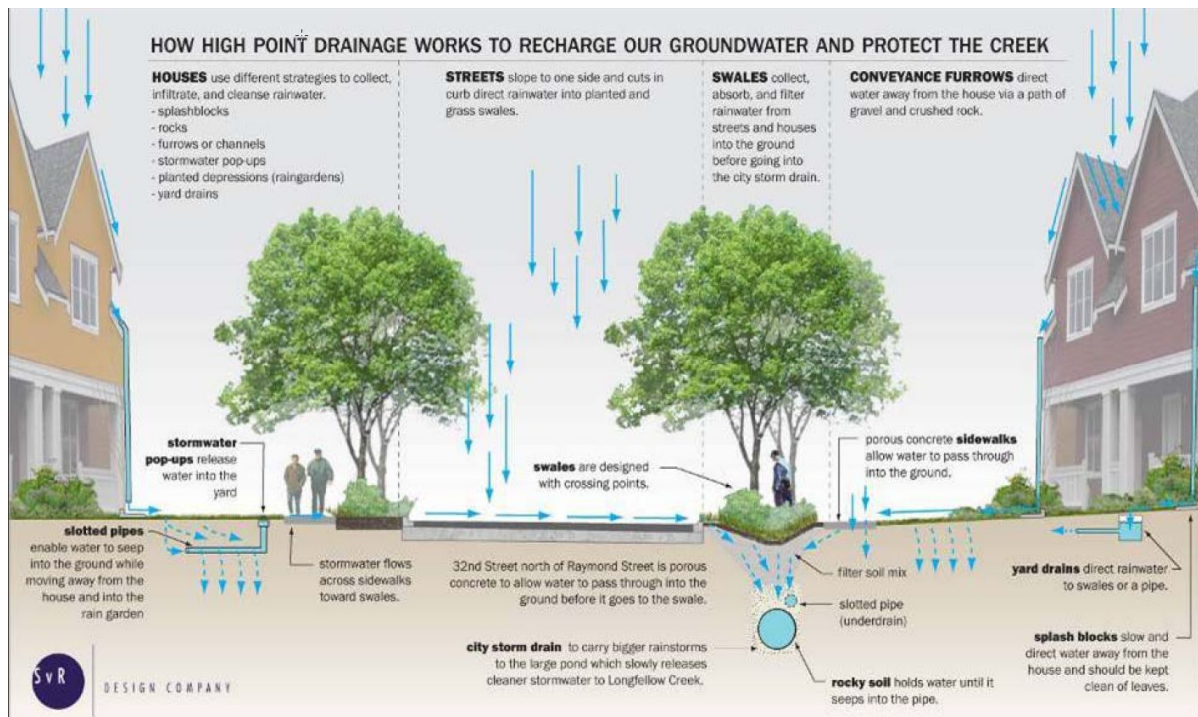 HOW HIGH POINT DRAINAGE WORKS TO RECHARGE OUR GROUNDWATER AND PROTECT THE CREEK
HOUSES use different strategies to collect,
infiltrate, and cleanse rainwater.
- splashblocks
- rocks
- furrows or channels
- stormwater pop-ups
- planted depressions (raingardens)
- yard drains
STREETS slope to one side and cuts in
curb direct rainwater into planted and
grass swales.
SWALES collect,
absorb, and filter
rainwater from
streets and houses
into the ground
before going into
the city storm drain.
CONVEYANCE FURROWS direct
water away from the house via a path of
gravel and crushed rock.
stormwater
pop-ups release
water into the
yard
swales are designed
with crossing points.
porous concrete sidewalks
allow water to pass through
into the ground.
slotted pipes
enable water to seep
into the ground while
moving away from the
house and into the
rain garden
stormwater flows
across sidewalks
toward swales.
32nd Street north of Raymond Street is porous
concrete to allow water to pass through into the
ground before it goes to the swale.
filter soil mix
slotted pipe
(underdrain)
yard drains direct rainwater
to swales or a pipe.
city storm drain to carry bigger rainstorms
to the large pond which slowly releases
cleaner stormwater to Longfellow Creek.
rocky soil holds water until it
seeps into the pipe.
splash blocks slow and
direct water away from the
house and should be kept
clean of leaves.
SvR
DESIGN COMPANY